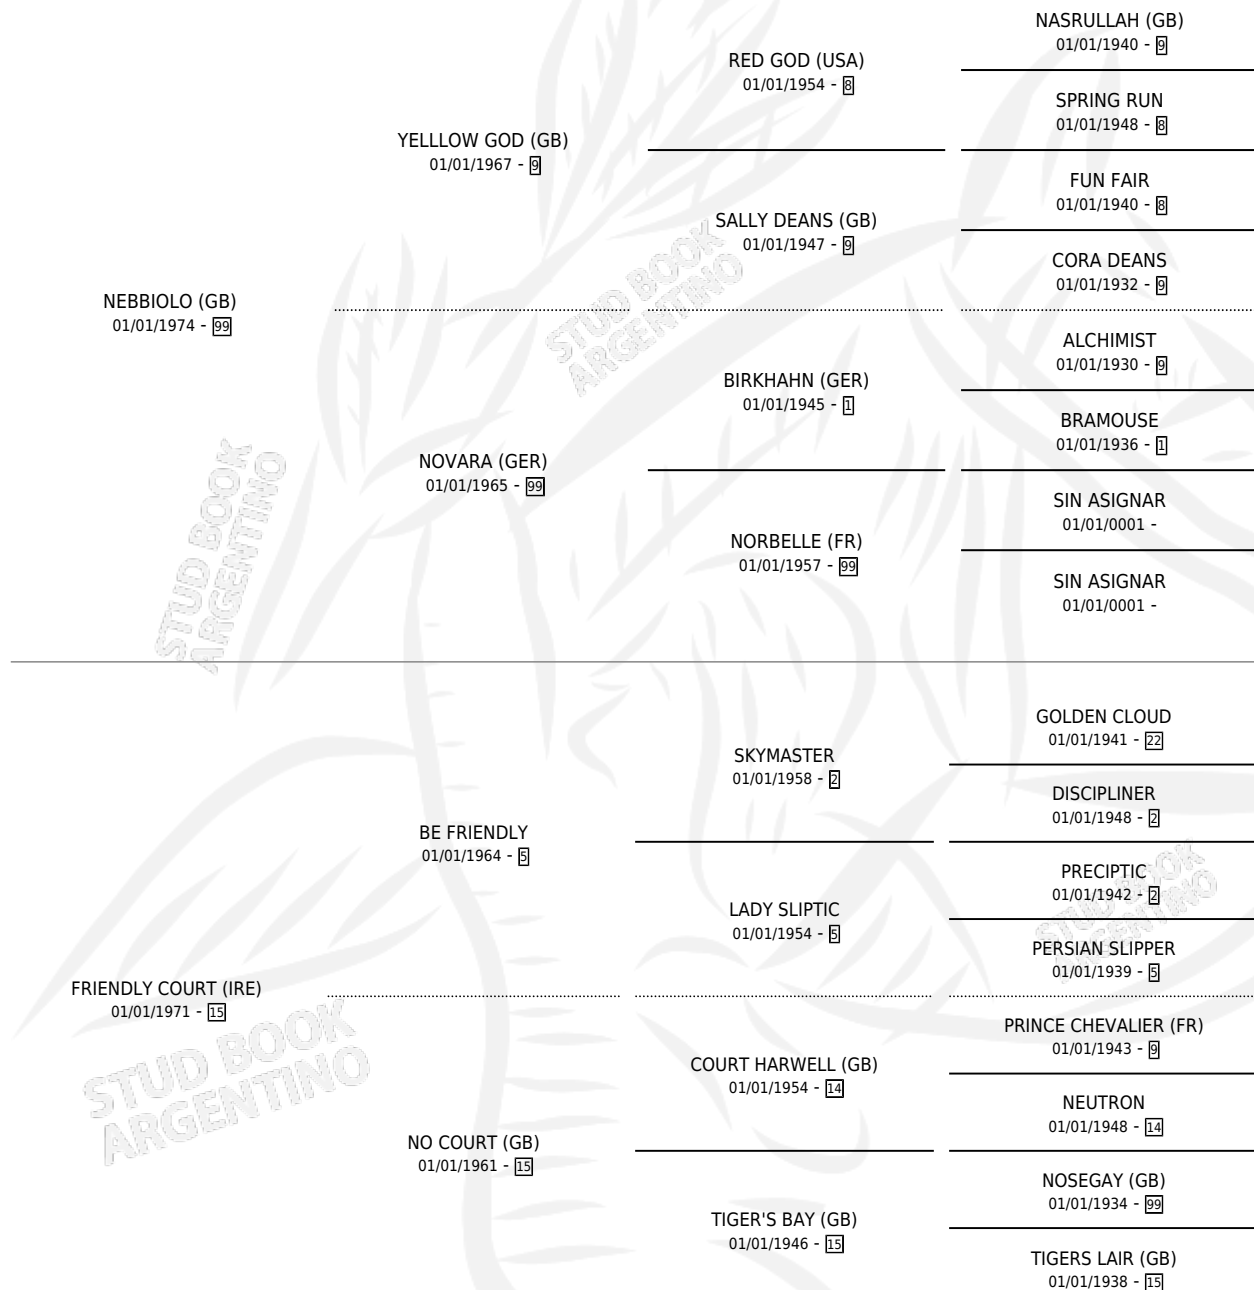 NASRULLAH (GB)
01/01/1940 - 9
RED GOD (USA)
01/01/1954 - 8
SPRING RUN
01/01/1948 - 8
YELLLOW GOD (GB)
01/01/1967 - 9
FUN FAIR
01/01/1940 - 8
SALLY DEANS (GB)
01/01/1947 - 9
CORA DEANS
01/01/1932 - 9
NEBBIOLO (GB)
01/01/1974 - 99
ALCHIMIST
01/01/1930 - 9
BIRKHAHN (GER)
01/01/1945 - 1
BRAMOUSE
01/01/1936 - 1
NOVARA (GER)
01/01/1965 - 99
SIN ASIGNAR
01/01/0001 -
NORBELLE (FR)
01/01/1957 - 99
SIN ASIGNAR
01/01/0001 -
GOLDEN CLOUD
01/01/1941 - 22
SKYMASTER
01/01/1958 - 2
DISCIPLINER
01/01/1948 - 2
BE FRIENDLY
01/01/1964 - 5
PRECIPTIC
01/01/1942 - 2
LADY SLIPTIC
01/01/1954 - 5
PERSIAN SLIPPER
01/01/1939 - 5
FRIENDLY COURT (IRE)
01/01/1971 - 15
PRINCE CHEVALIER (FR)
01/01/1943 - 9
COURT HARWELL (GB)
01/01/1954 - 14
NEUTRON
01/01/1948 - 14
NO COURT (GB)
01/01/1961 - 15
NOSEGAY (GB)
01/01/1934 - 99
TIGER'S BAY (GB)
01/01/1946 - 15
TIGERS LAIR (GB)
01/01/1938 - 15
STUD BOOK
ARGENTINO
STUD BOOK
ARGENTINO
STUD BOOK
ARGENTINO
STUD BOOK
ARGENTINO